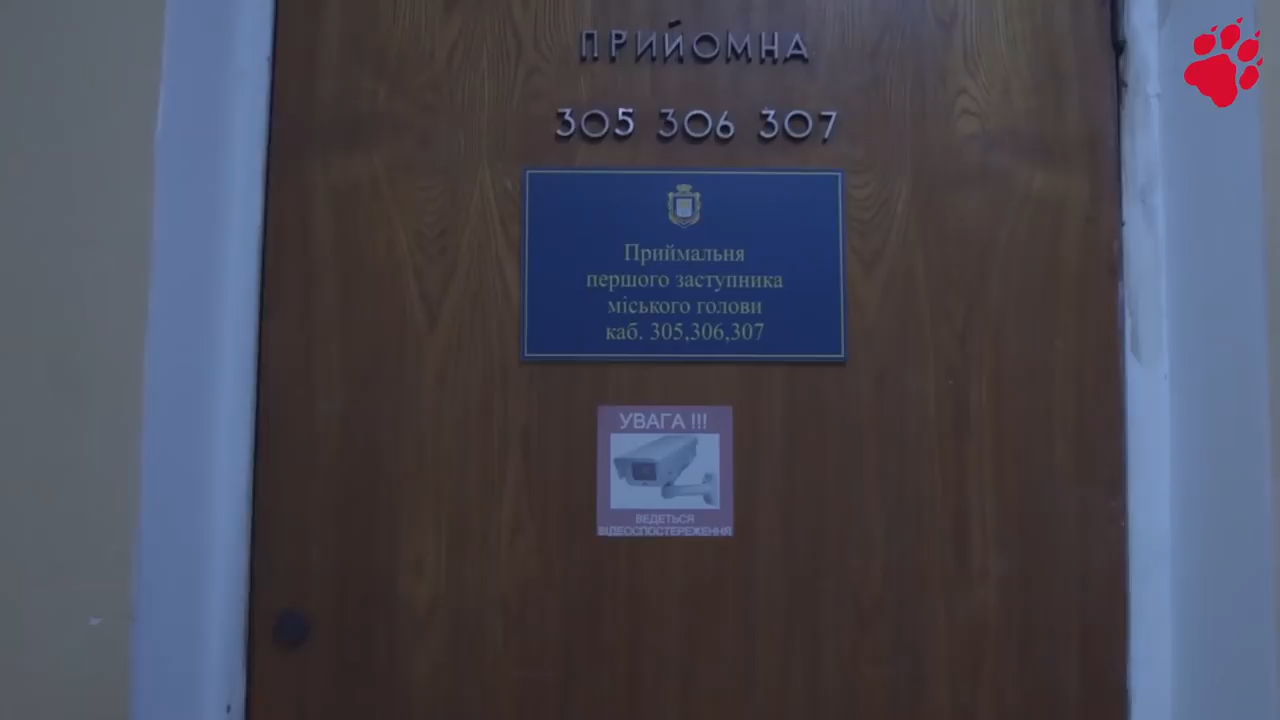 ПРИЙОМНА
305 306 307
Приймальня
першого заступника
міського голови
каб. 305,306,307
УВАГА !!!
ВЕДЕТЬСЯ
ВІДЕОСПОСТЕРЕЖЕННЯ